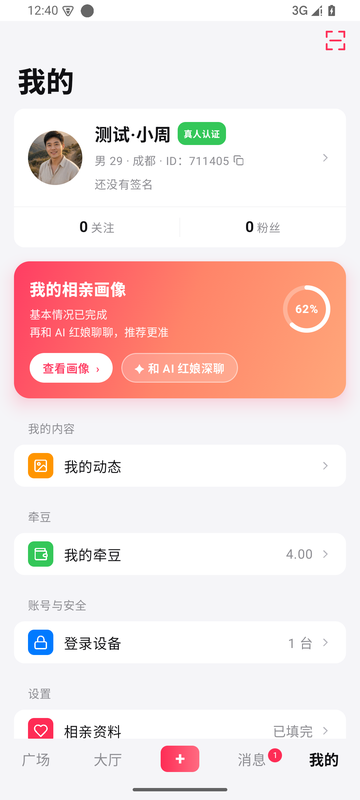 12:40
3G
我的
测试·小周 真人认证
男 29 · 成都 · ID：711405
还没有签名
0 关注
0 粉丝
我的相亲画像
基本情况已完成
再和 AI 红娘聊聊，推荐更准
62%
查看画像 ›
和 AI 红娘深聊
我的内容
我的动态
牵豆
我的牵豆 4.00
账号与安全
登录设备 1 台
设置
相亲资料 已填完
广场 大厅 + 消息 1 我的